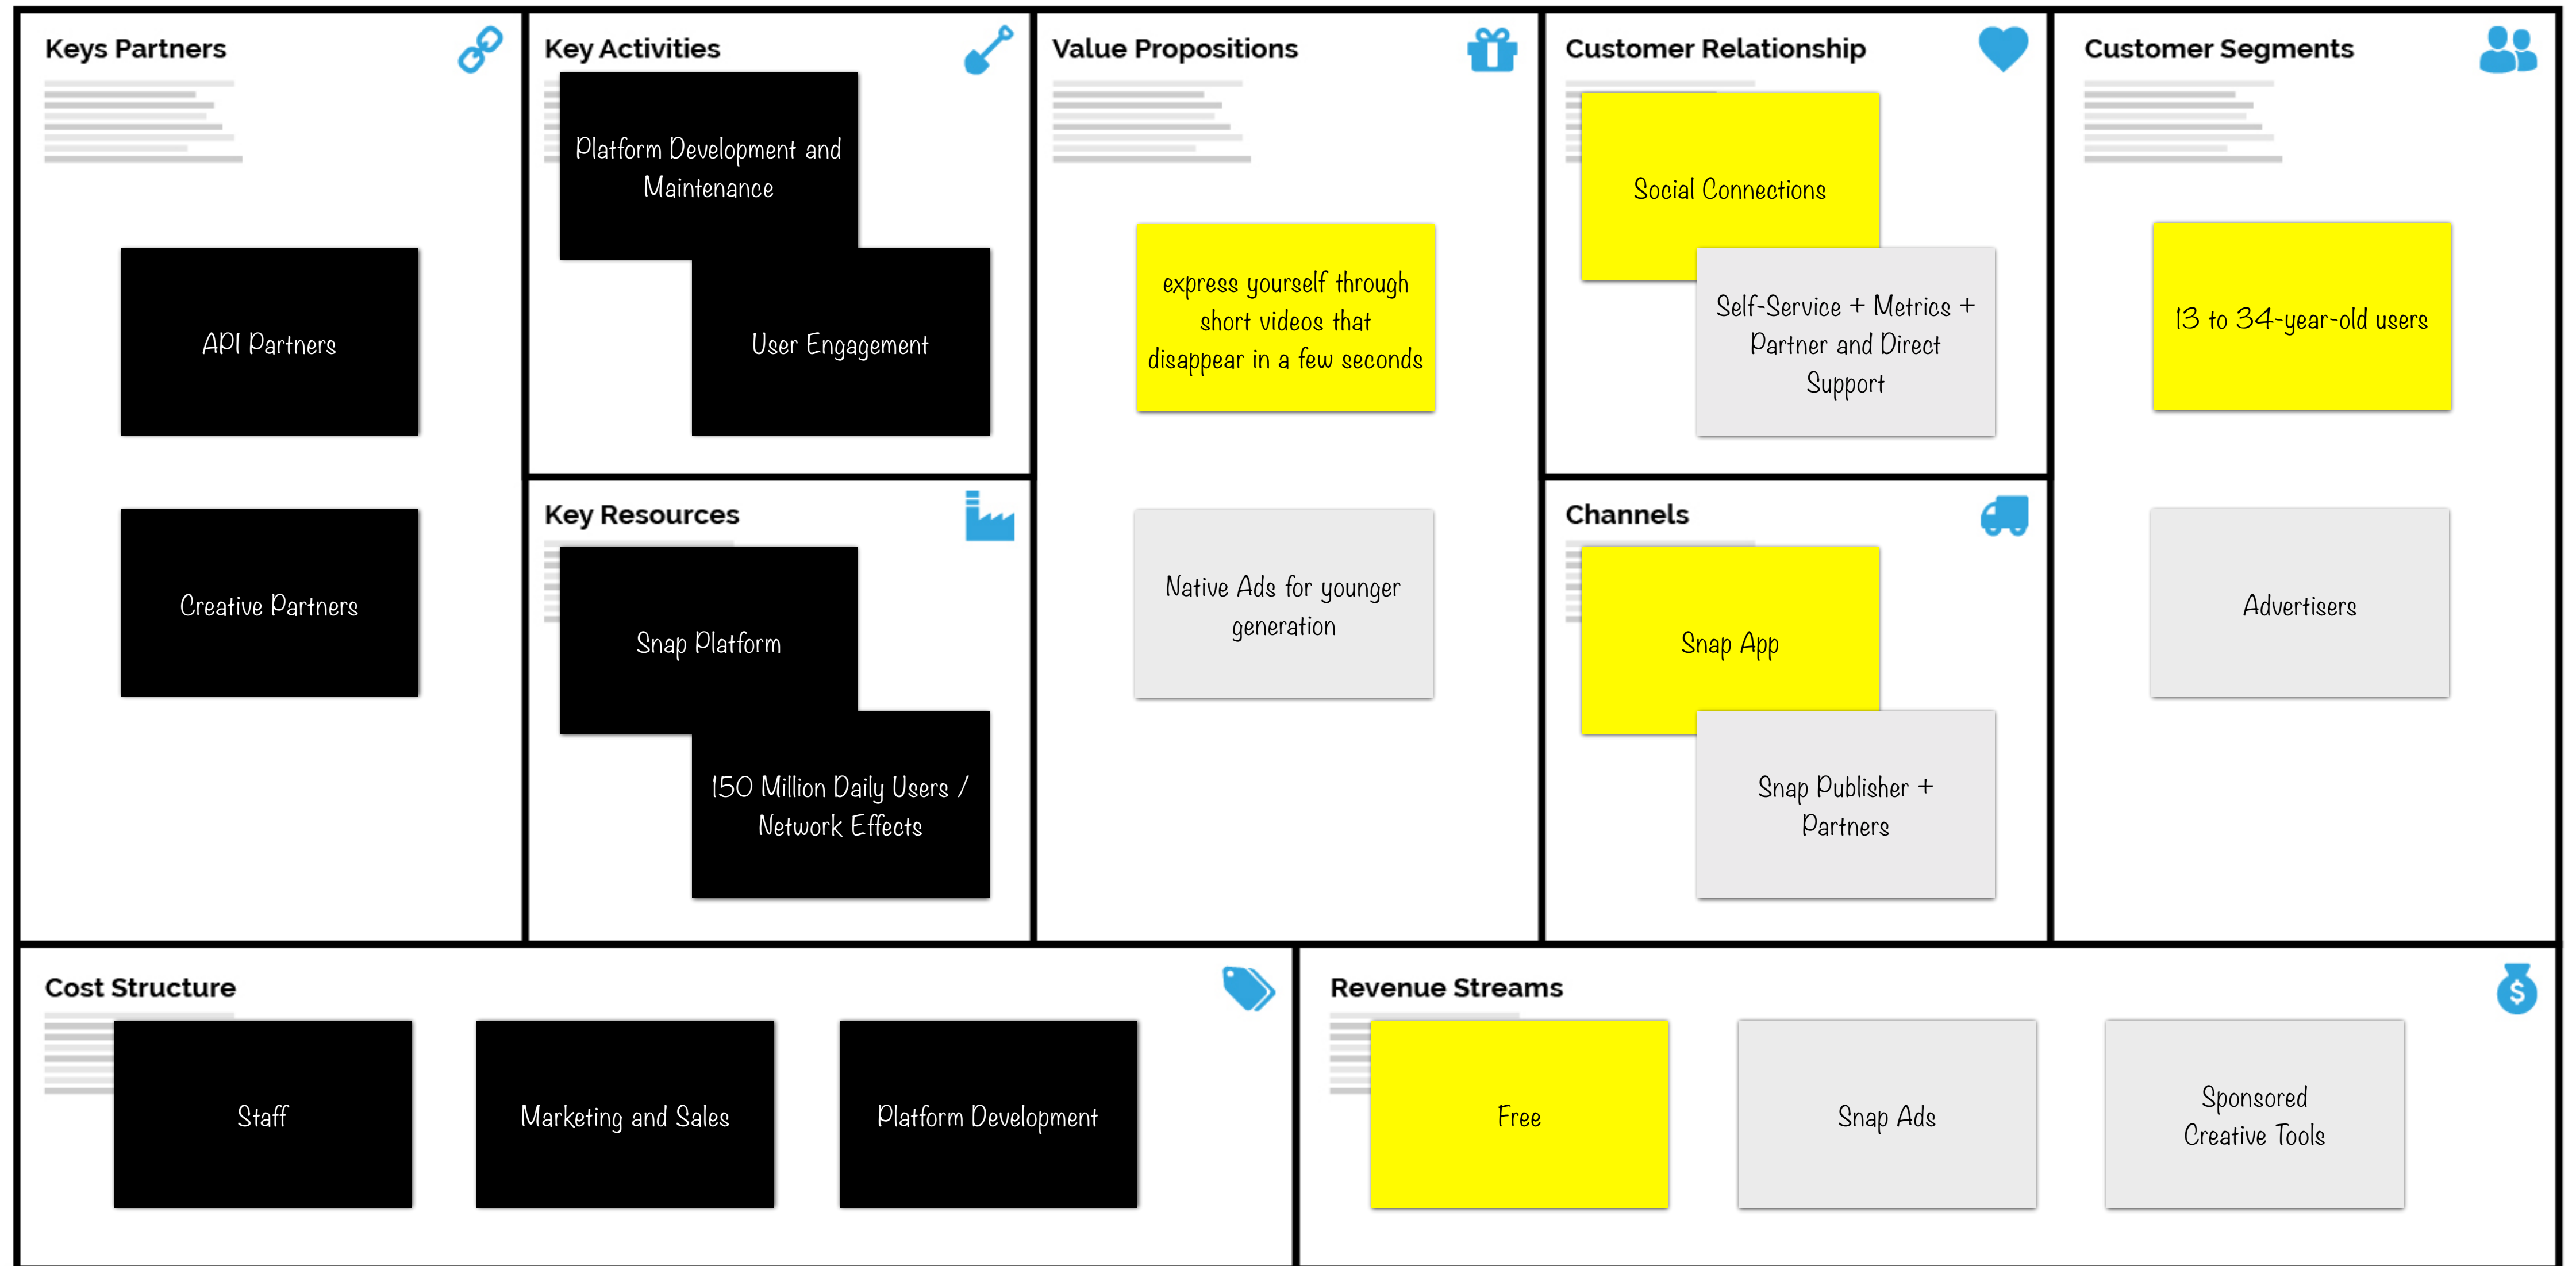 Keys Partners
API Partners
Creative Partners
Key Activities
Platform Development and
Maintenance
User Engagement
Key Resources
Snap Platform
150 Million Daily Users /
Network Effects
Value Propositions
express yourself through
short videos that
disappear in a few seconds
Native Ads for younger
generation
Customer Relationship
Social Connections
Self-Service + Metrics +
Partner and Direct
Support
Channels
Snap App
Snap Publisher +
Partners
Customer Segments
13 to 34-year-old users
Advertisers
Cost Structure
Staff
Marketing and Sales
Platform Development
Revenue Streams
$
Free
Snap Ads
Sponsored
Creative Tools